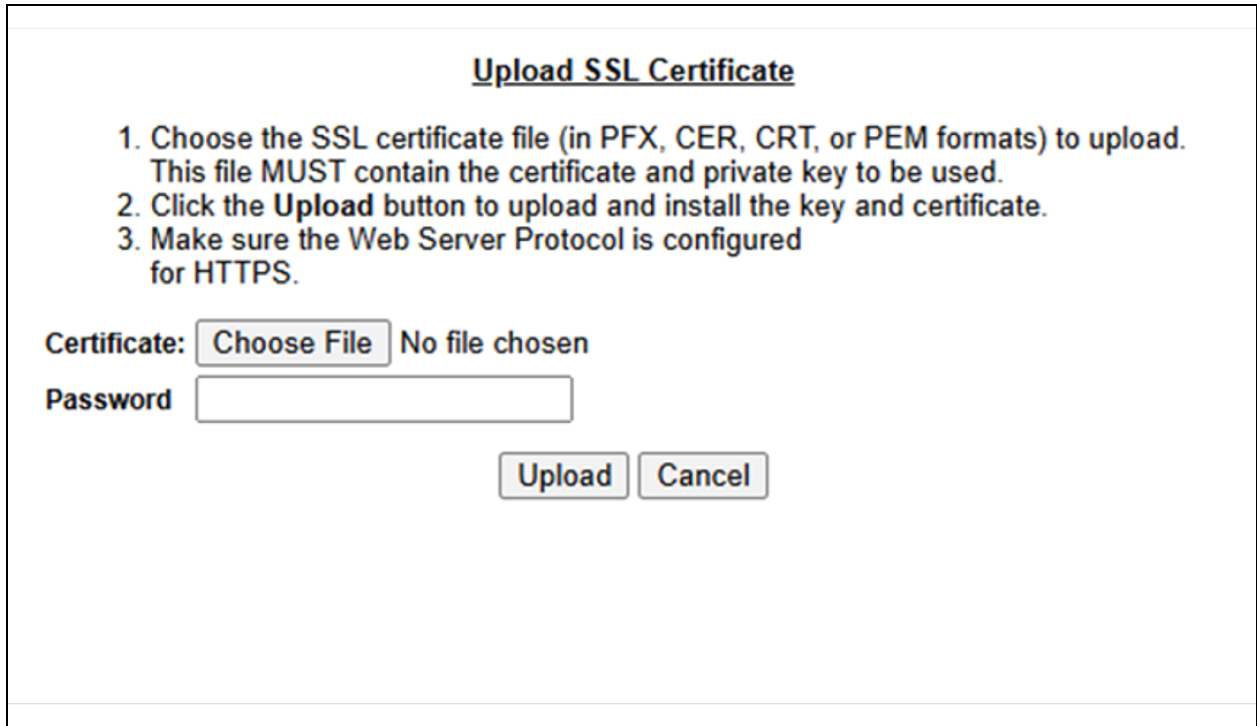 Upload SSL Certificate
1. Choose the SSL certificate file (in PFX, CER, CRT, or PEM formats) to upload.
This file MUST contain the certificate and private key to be used.
2. Click the Upload button to upload and install the key and certificate.
3. Make sure the Web Server Protocol is configured
for HTTPS.
Certificate: Choose File No file chosen
Password
Upload Cancel